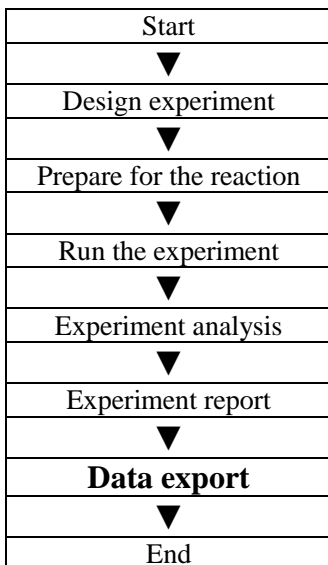 Start
▼
Design experiment
▼
Prepare for the reaction
▼
Run the experiment
▼
Experiment analysis
▼
Experiment report
▼
Data export
▼
End